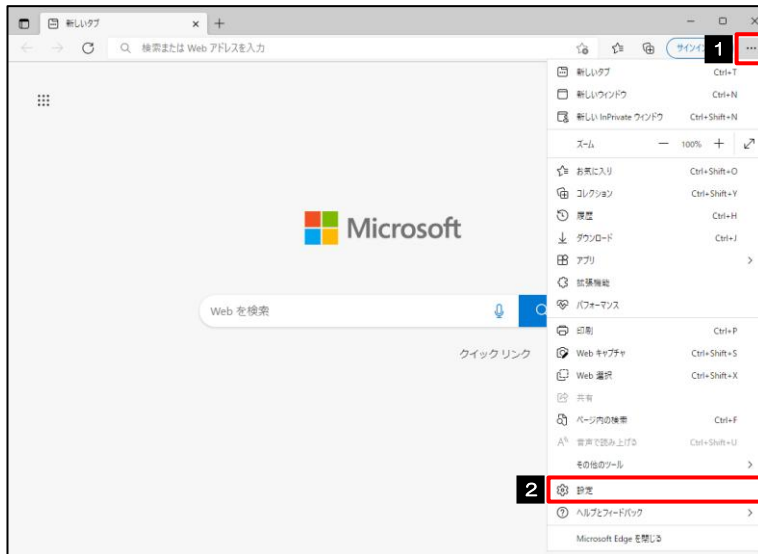 新しいタブ
検索または Web アドレスを入力
1
新しいタブ Ctrl+T
新しいウィンドウ Ctrl+N
新しい InPrivate ウィンドウ Ctrl+Shift+N
ズーム 100%
お気に入り Ctrl+Shift+O
コレクション Ctrl+Shift+Y
履歴 Ctrl+H
ダウンロード Ctrl+J
アプリ
拡張機能
パフォーマンス
印刷 Ctrl+P
Web キャプチャ Ctrl+Shift+S
Web 選択 Ctrl+Shift+X
共有
ページ内の検索 Ctrl+F
音声で読み上げる Ctrl+Shift+U
その他のツール
2 設定
ヘルプとフィードバック
Microsoft Edge を閉じる
Microsoft
Web を検索
クイック リンク